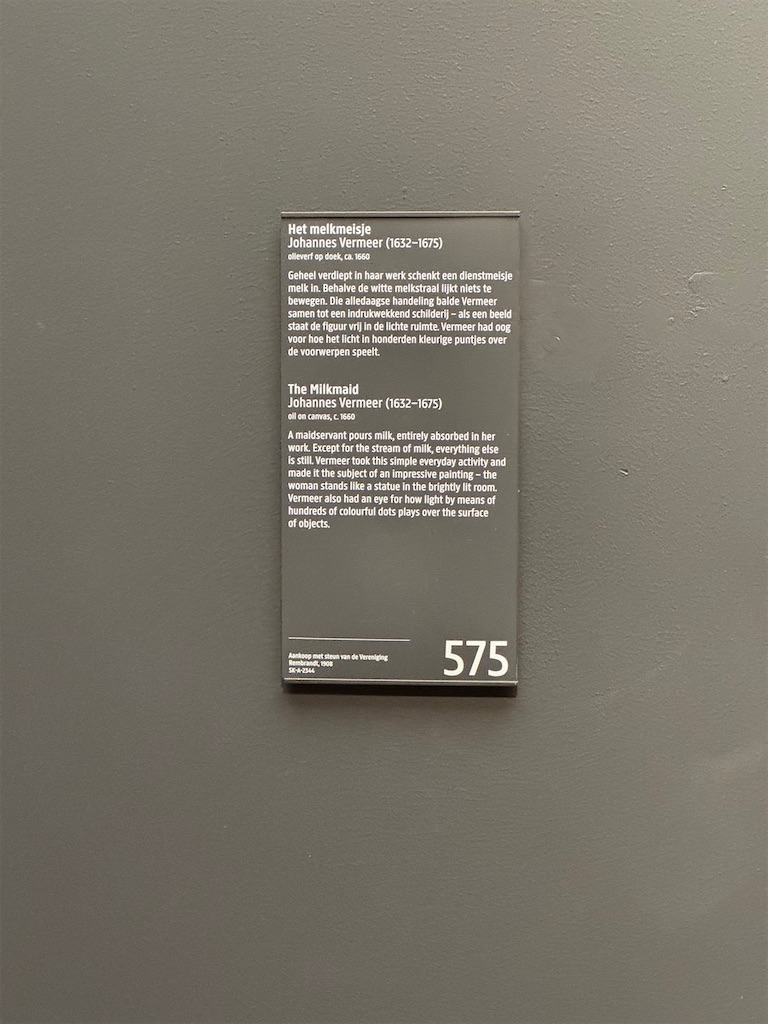 Het melkmeisje
Johannes Vermeer (1632–1675)
olieverf op doek, ca. 1660
Geheel verdiept in haar werk schenkt een dienstmeisje
melk in. Behalve de witte melkstraal lijkt niets te
bewegen. Die alledaagse handeling balde Vermeer
samen tot een indrukwekkend schilderij – als een beeld
staat de figuur vrij in de lichte ruimte. Vermeer had oog
voor hoe het licht in honderden kleurige puntjes over
de voorwerpen speelt.
The Milkmaid
Johannes Vermeer (1632–1675)
oil on canvas, c. 1660
A maidservant pours milk, entirely absorbed in her
work. Except for the stream of milk, everything else
is still. Vermeer took this simple everyday activity and
made it the subject of an impressive painting – the
woman stands like a statue in the brightly lit room.
Vermeer also had an eye for how light by means of
hundreds of colourful dots plays over the surface
of objects.
Aankoop met steun van de Vereniging
Rembrandt, 1908
SK-A-2344
575